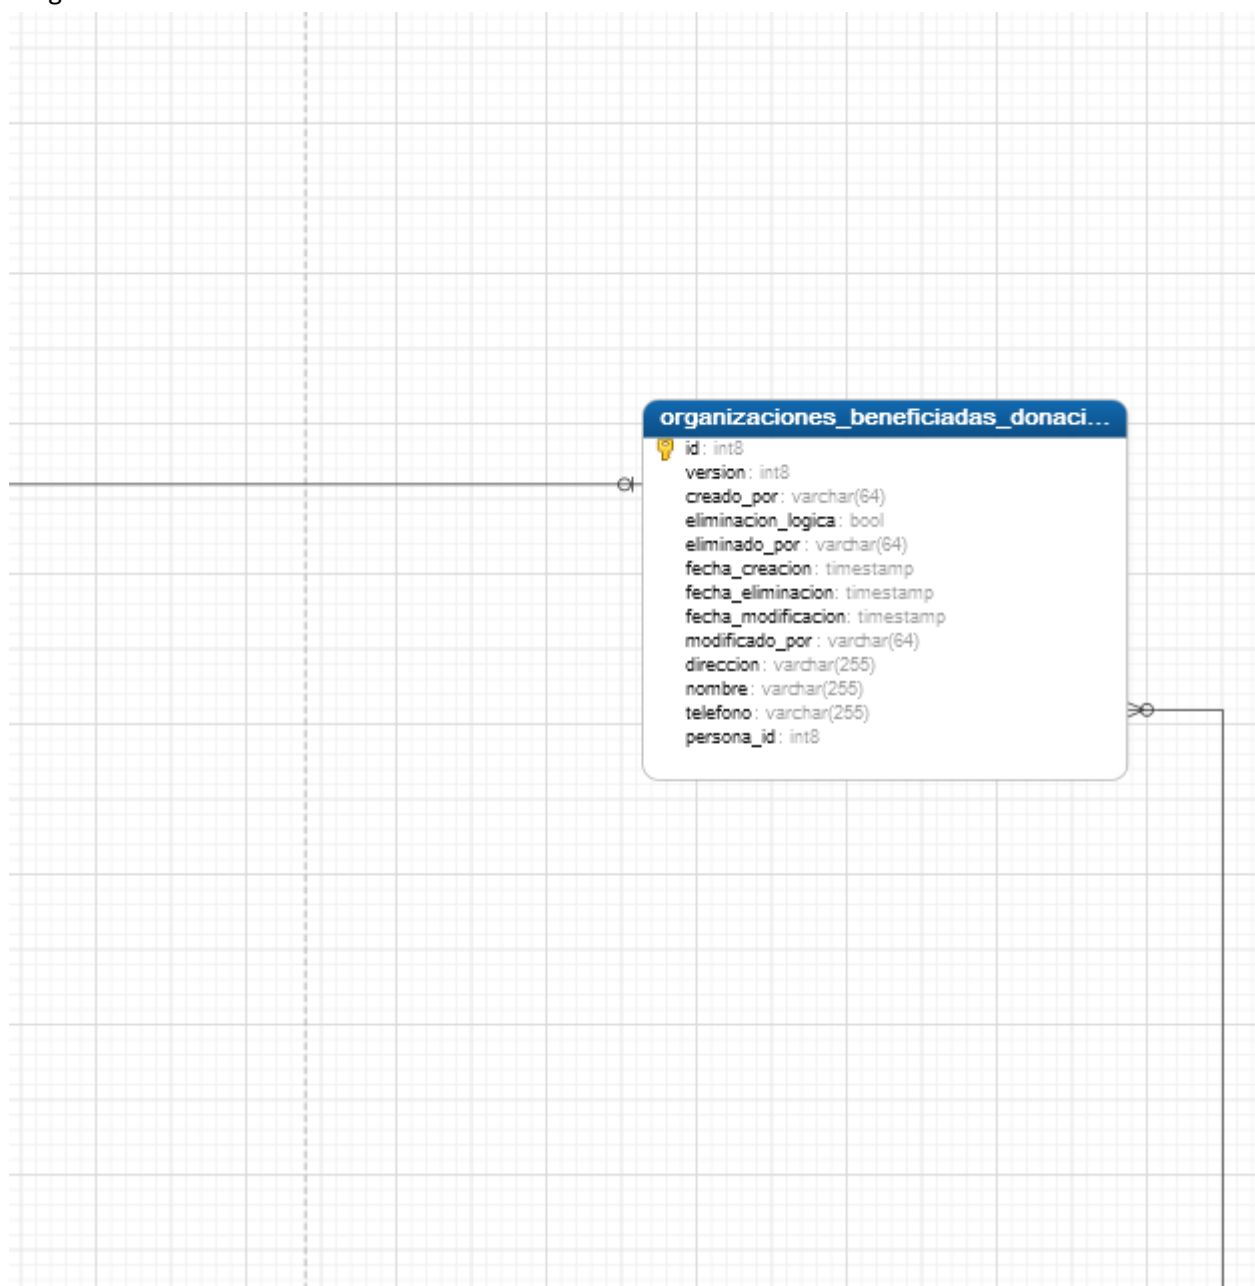 organizaciones_beneficiadas_donaci...
id: int8
version: int8
creado_por: varchar(64)
eliminacion_logica: bool
eliminado_por: varchar(64)
fecha_creacion: timestamp
fecha_eliminacion: timestamp
fecha_modificacion: timestamp
modificado_por: varchar(64)
direccion: varchar(255)
nombre: varchar(255)
telefono: varchar(255)
persona_id: int8